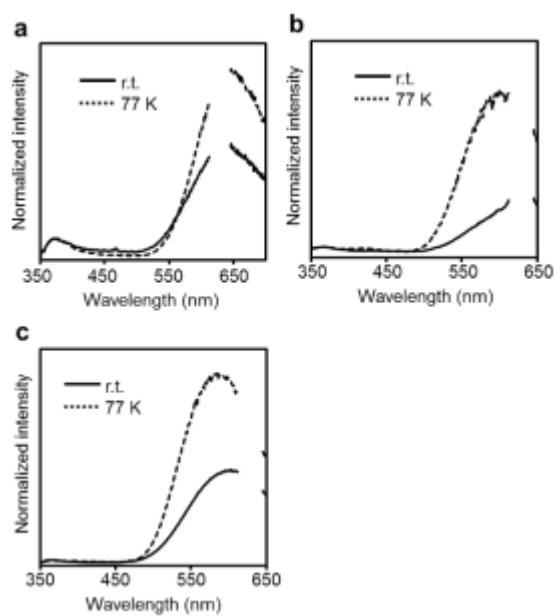 a
r.t.
77 K
Normalized intensity
350 450 550 650
Wavelength (nm)
b
r.t.
77 K
Normalized intensity
350 450 550 650
Wavelength (nm)
c
r.t.
77 K
Normalized intensity
350 450 550 650
Wavelength (nm)